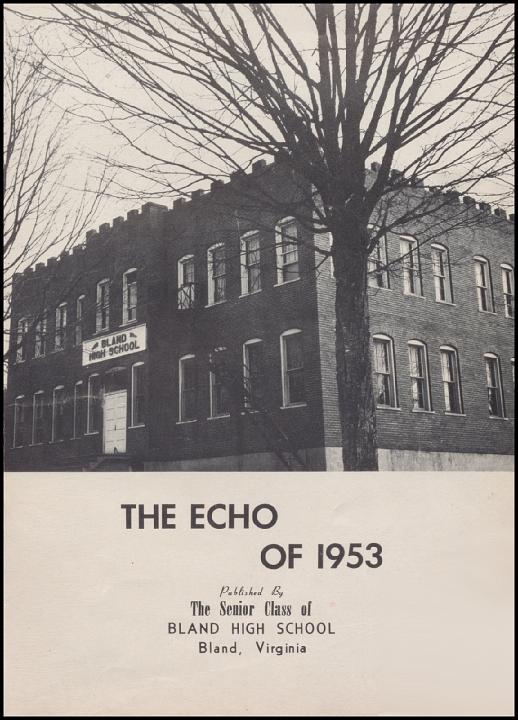 BLAND
HIGH SCHOOL
THE ECHO
OF 1953
Published By
The Senior Class of
BLAND HIGH SCHOOL
Bland, Virginia